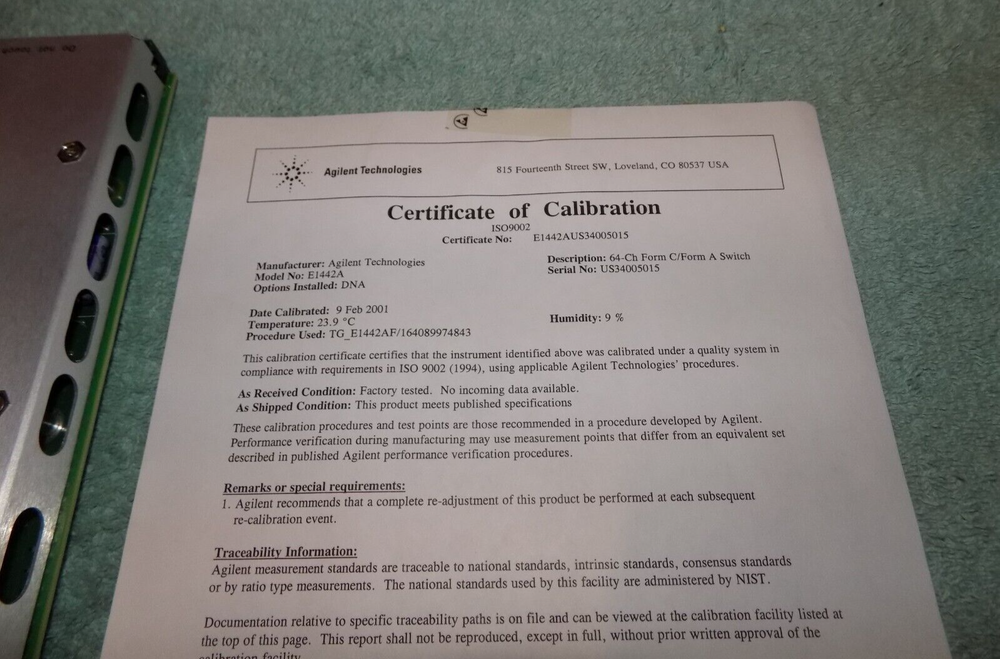 Do not touch
Agilent Technologies
815 Fourteenth Street SW, Loveland, CO 80537 USA
Certificate of Calibration
ISO9002
Certificate No: E1442AUS34005015
Manufacturer: Agilent Technologies
Model No: E1442A
Options Installed: DNA
Description: 64-Ch Form C/Form A Switch
Serial No: US34005015
Date Calibrated: 9 Feb 2001
Temperature: 23.9 °C
Procedure Used: TG_E1442AF/164089974843
Humidity: 9 %
This calibration certificate certifies that the instrument identified above was calibrated under a quality system in
compliance with requirements in ISO 9002 (1994), using applicable Agilent Technologies' procedures.
As Received Condition: Factory tested. No incoming data available.
As Shipped Condition: This product meets published specifications
These calibration procedures and test points are those recommended in a procedure developed by Agilent.
Performance verification during manufacturing may use measurement points that differ from an equivalent set
described in published Agilent performance verification procedures.
Remarks or special requirements:
1. Agilent recommends that a complete re-adjustment of this product be performed at each subsequent
re-calibration event.
Traceability Information:
Agilent measurement standards are traceable to national standards, intrinsic standards, consensus standards
or by ratio type measurements. The national standards used by this facility are administered by NIST.
Documentation relative to specific traceability paths is on file and can be viewed at the calibration facility listed at
the top of this page. This report shall not be reproduced, except in full, without prior written approval of the
calibration facility.